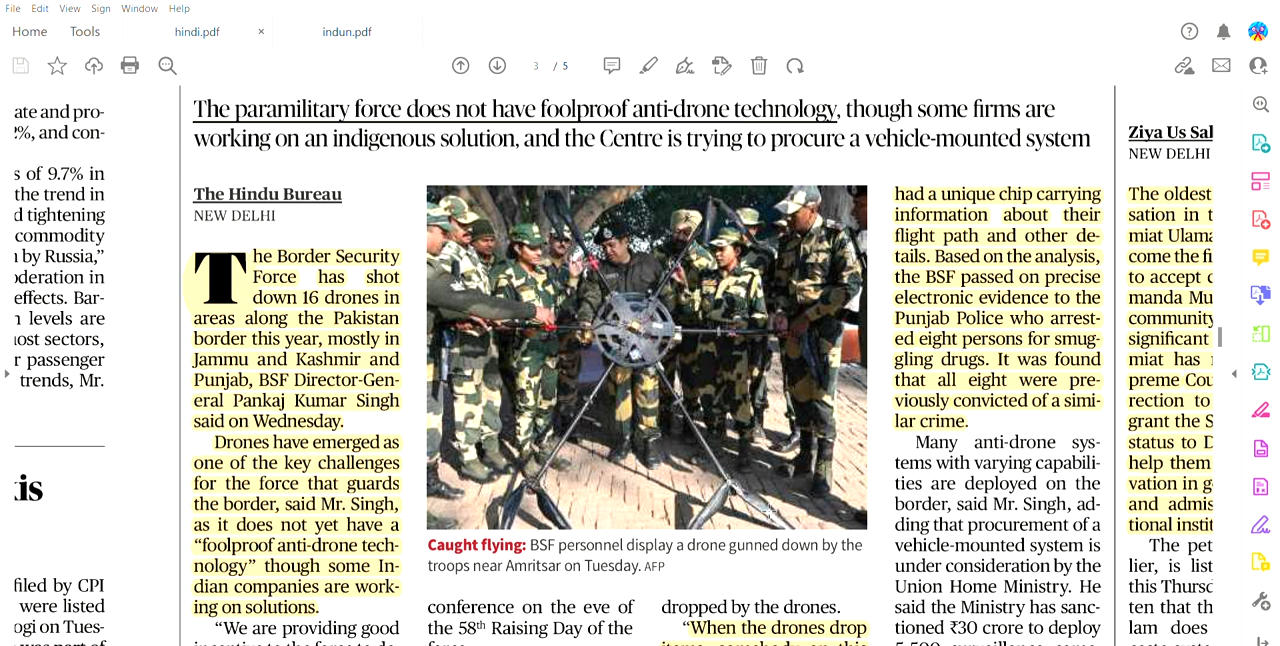 File Edit View Sign Window Help
Home Tools hindi.pdf × indun.pdf
3 / 5
ate and pro-
%, and con-
s of 9.7% in
the trend in
d tightening
commodity
by Russia,”
oderation in
effects. Bar-
n levels are
ost sectors,
r passenger
trends, Mr.
is
filed by CPI
were listed
ogi on Tues-
was part of
The paramilitary force does not have foolproof anti-drone technology, though some firms are
working on an indigenous solution, and the Centre is trying to procure a vehicle-mounted system
The Hindu Bureau
NEW DELHI
The Border Security
Force has shot
down 16 drones in
areas along the Pakistan
border this year, mostly in
Jammu and Kashmir and
Punjab, BSF Director-Gen-
eral Pankaj Kumar Singh
said on Wednesday.
Drones have emerged as
one of the key challenges
for the force that guards
the border, said Mr. Singh,
as it does not yet have a
“foolproof anti-drone tech-
nology” though some In-
dian companies are work-
ing on solutions.
“We are providing good
Caught flying: BSF personnel display a drone gunned down by the
troops near Amritsar on Tuesday. AFP
conference on the eve of
the 58th Raising Day of the
dropped by the drones.
“When the drones drop
had a unique chip carrying
information about their
flight path and other de-
tails. Based on the analysis,
the BSF passed on precise
electronic evidence to the
Punjab Police who arrest-
ed eight persons for smug-
gling drugs. It was found
that all eight were pre-
viously convicted of a simi-
lar crime.
Many anti-drone sys-
tems with varying capabili-
ties are deployed on the
border, said Mr. Singh, ad-
ding that procurement of a
vehicle-mounted system is
under consideration by the
Union Home Ministry. He
said the Ministry has sanc-
tioned ₹30 crore to deploy
Ziya Us Sal
NEW DELHI
The oldest
sation in t
miat Ulama
come the fi
to accept c
manda Mu
community
significant
miat has
preme Cou
rection to
grant the S
status to D
help them
vation in g
and admis
tional instit
The pet
lier, is list
this Thursd
ten that th
lam does